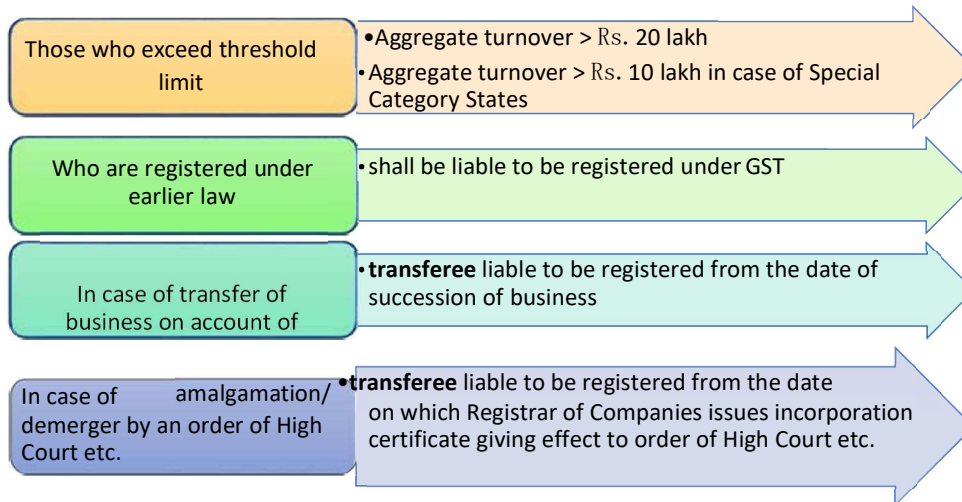 Those who exceed threshold
limit
•Aggregate turnover > Rs. 20 lakh
•Aggregate turnover > Rs. 10 lakh in case of Special
Category States
Who are registered under
earlier law
•shall be liable to be registered under GST
In case of transfer of
business on account of
•transferee liable to be registered from the date of
succession of business
In case of amalgamation/
demerger by an order of High
Court etc.
•transferee liable to be registered from the date
on which Registrar of Companies issues incorporation
certificate giving effect to order of High Court etc.